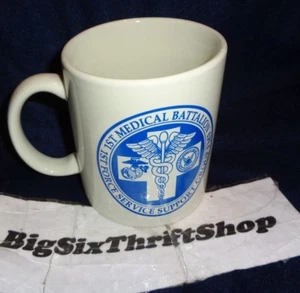 1ST MEDICAL BATTALION
1ST FORCE SERVICE SUPPORT
BigSixThriftShop